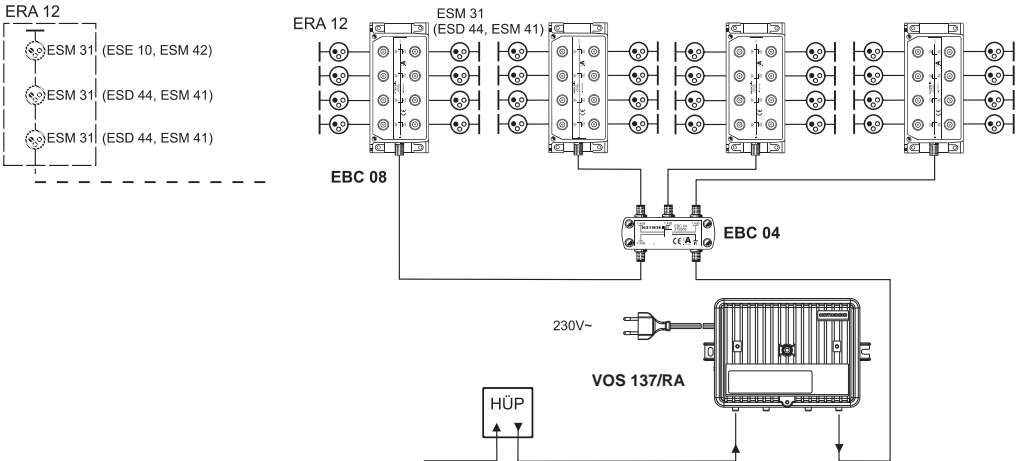 ERA 12
ESM 31 (ESE 10, ESM 42)
ESM 31 (ESD 44, ESM 41)
ESM 31 (ESD 44, ESM 41)
ERA 12
ESM 31
(ESD 44, ESM 41)
EBC 08
EBC 04
230V~
VOS 137/RA
HÜP